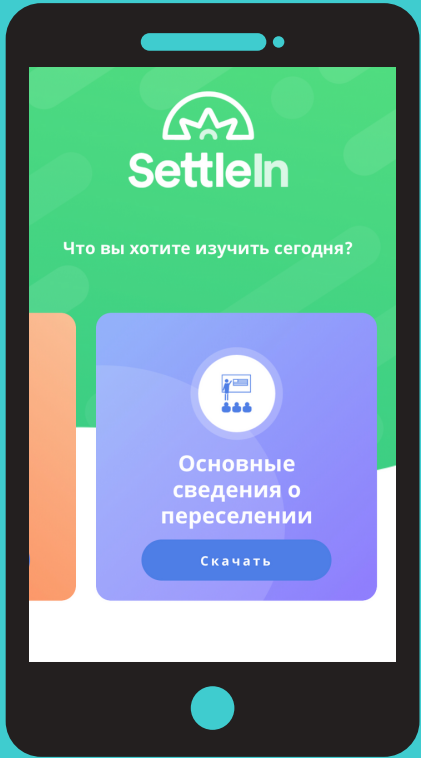 SettleIn
Что вы хотите изучить сегодня?
Основные
сведения о
переселении
Скачать